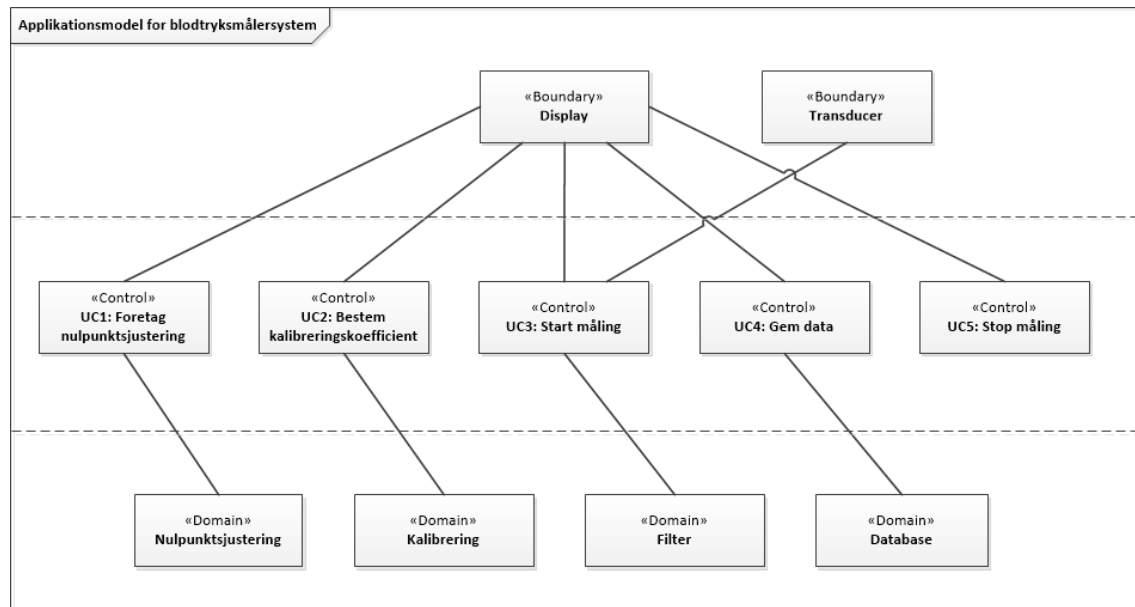 Applikationsmodel for blodtryksmålersystem
«Boundary»
Display
«Boundary»
Transducer
«Control»
UC1: Foretag
nulpunktsjustering
«Control»
UC2: Bestem
kalibreringskoefficient
«Control»
UC3: Start måling
«Control»
UC4: Gem data
«Control»
UC5: Stop måling
«Domain»
Nulpunktsjustering
«Domain»
Kalibrering
«Domain»
Filter
«Domain»
Database